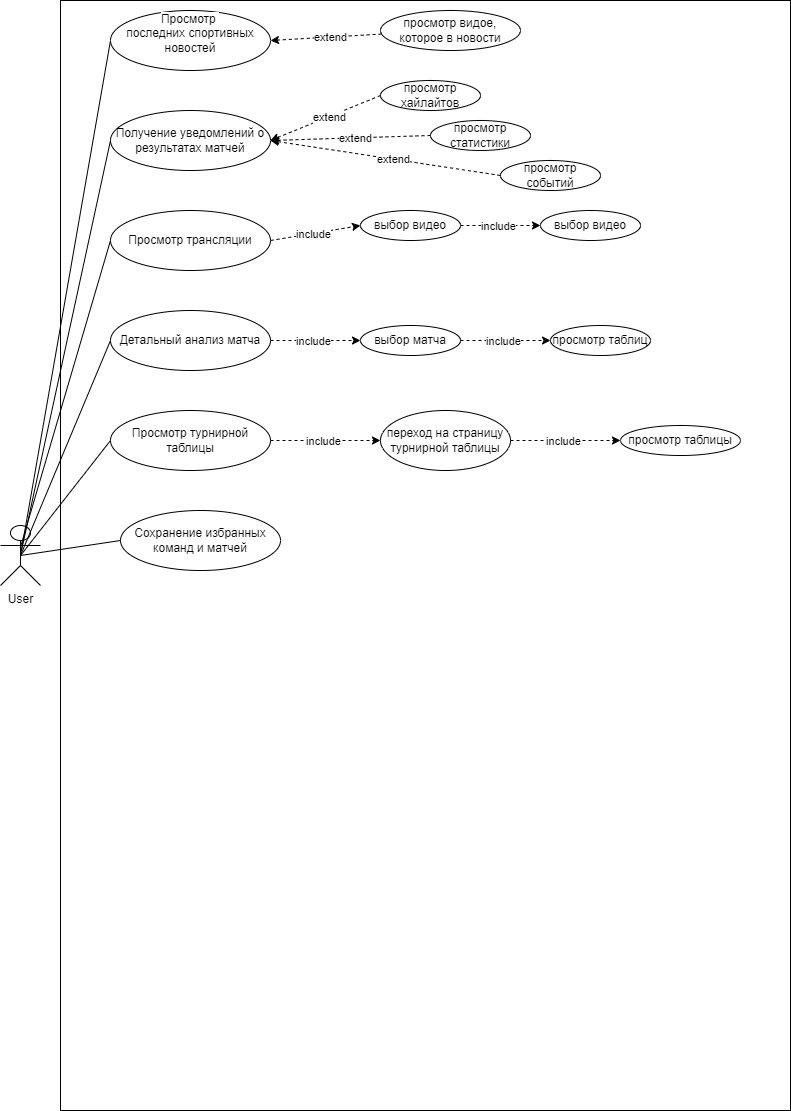 Просмотр
последних спортивных
новостей
extend
просмотр видое,
которое в новости
Получение уведомлений о
результатах матчей
extend
просмотр
хайлайтов
extend
просмотр
статистики
extend
просмотр
событий
Просмотр трансляции
include
выбор видео
include
выбор видео
Детальный анализ матча
include
выбор матча
include
просмотр таблиц
Просмотр турнирной
таблицы
include
переход на страницу
турнирной таблицы
include
просмотр таблицы
Сохранение избранных
команд и матчей
User